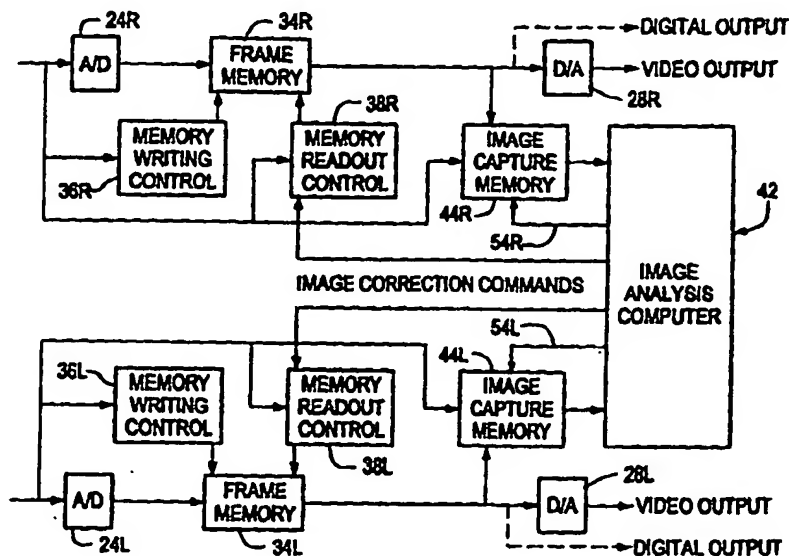 24R
34R
DIGITAL OUTPUT
A/D
FRAME
MEMORY
D/A
VIDEO OUTPUT
28R
38R
MEMORY
WRITING
CONTROL
36R
MEMORY
READOUT
CONTROL
IMAGE
CAPTURE
MEMORY
44R
54R
42
IMAGE CORRECTION COMMANDS
IMAGE
ANALYSIS
COMPUTER
54L
44L
36L
MEMORY
WRITING
CONTROL
MEMORY
READOUT
CONTROL
38L
IMAGE
CAPTURE
MEMORY
28L
A/D
FRAME
MEMORY
D/A
VIDEO OUTPUT
24L
34L
DIGITAL OUTPUT